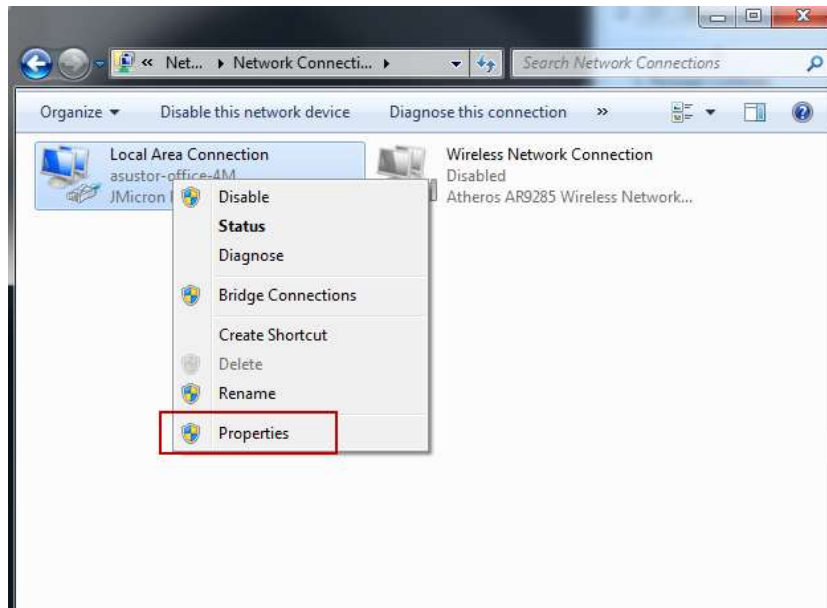 « Net... Network Connecti... Search Network Connections
Organize Disable this network device Diagnose this connection »
Local Area Connection
asustor-office-4M
JMicron
Wireless Network Connection
Disabled
Atheros AR9285 Wireless Network...
Disable
Status
Diagnose
Bridge Connections
Create Shortcut
Delete
Rename
Properties